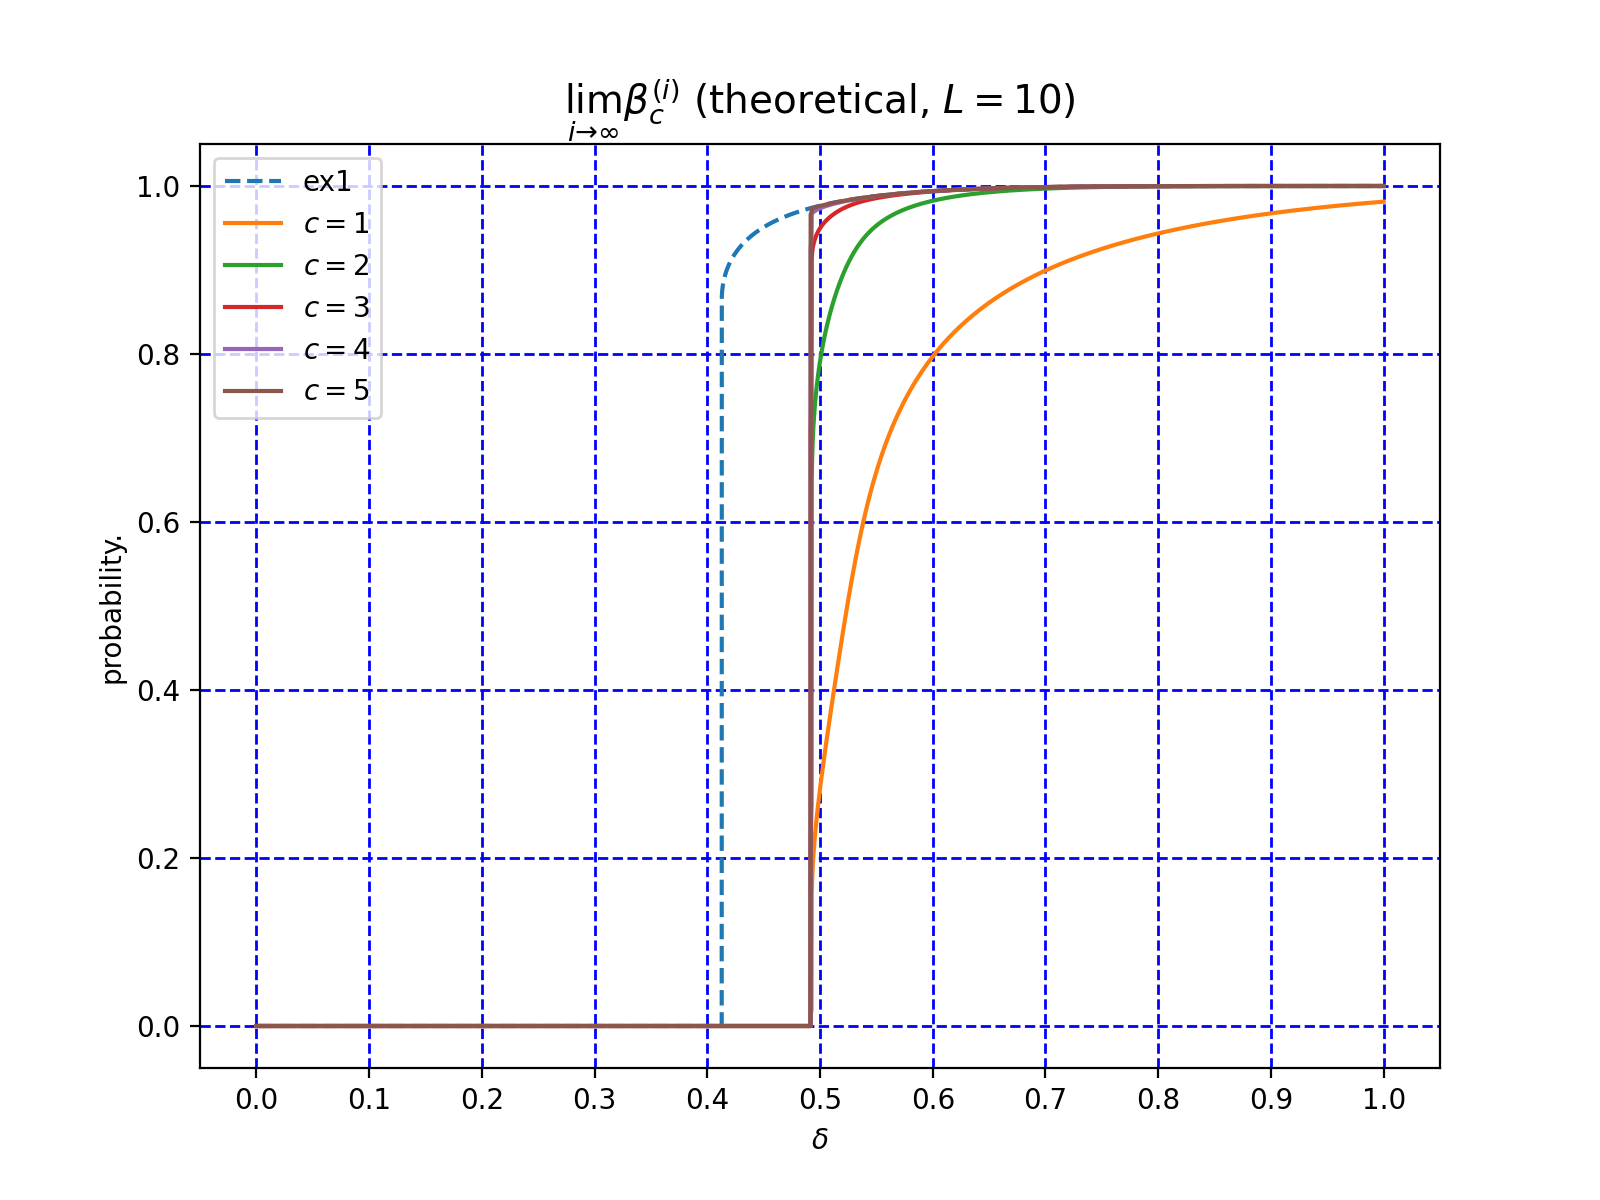 lim β_c^(i) (theoretical, L = 10)
i→∞
ex1
c = 1
c = 2
c = 3
c = 4
c = 5
1.0
0.8
0.6
0.4
0.2
0.0
probability.
0.0 0.1 0.2 0.3 0.4 0.5 0.6 0.7 0.8 0.9 1.0
δ